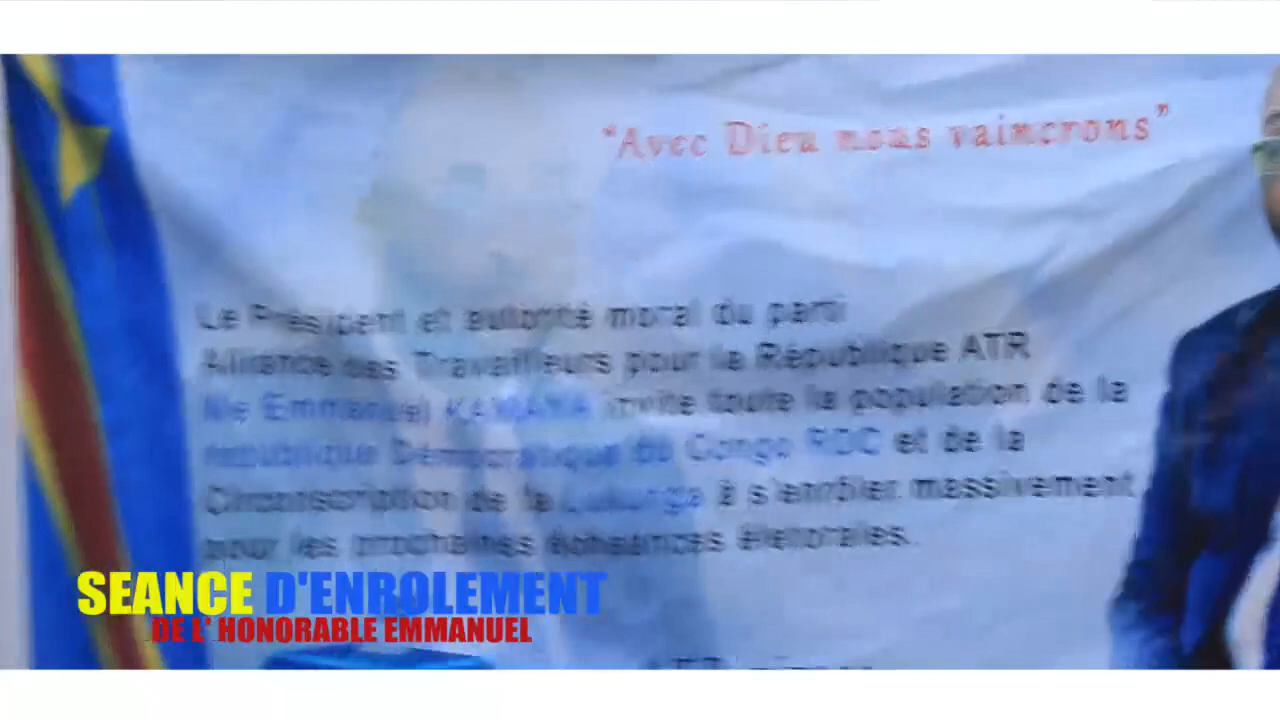 "Avec Dieu nous vaincrons"
Le Président et autorité moral du parti
Alliance des Travailleurs pour la République ATR
Me Emmanuel invite toute la population de la
république Démocratique du Congo RDC et de la
Circonscription de la Lukunga à s'enrôler massivement
pour les prochaines échéances électorales.
SEANCE D'ENROLEMENT
DE L' HONORABLE EMMANUEL